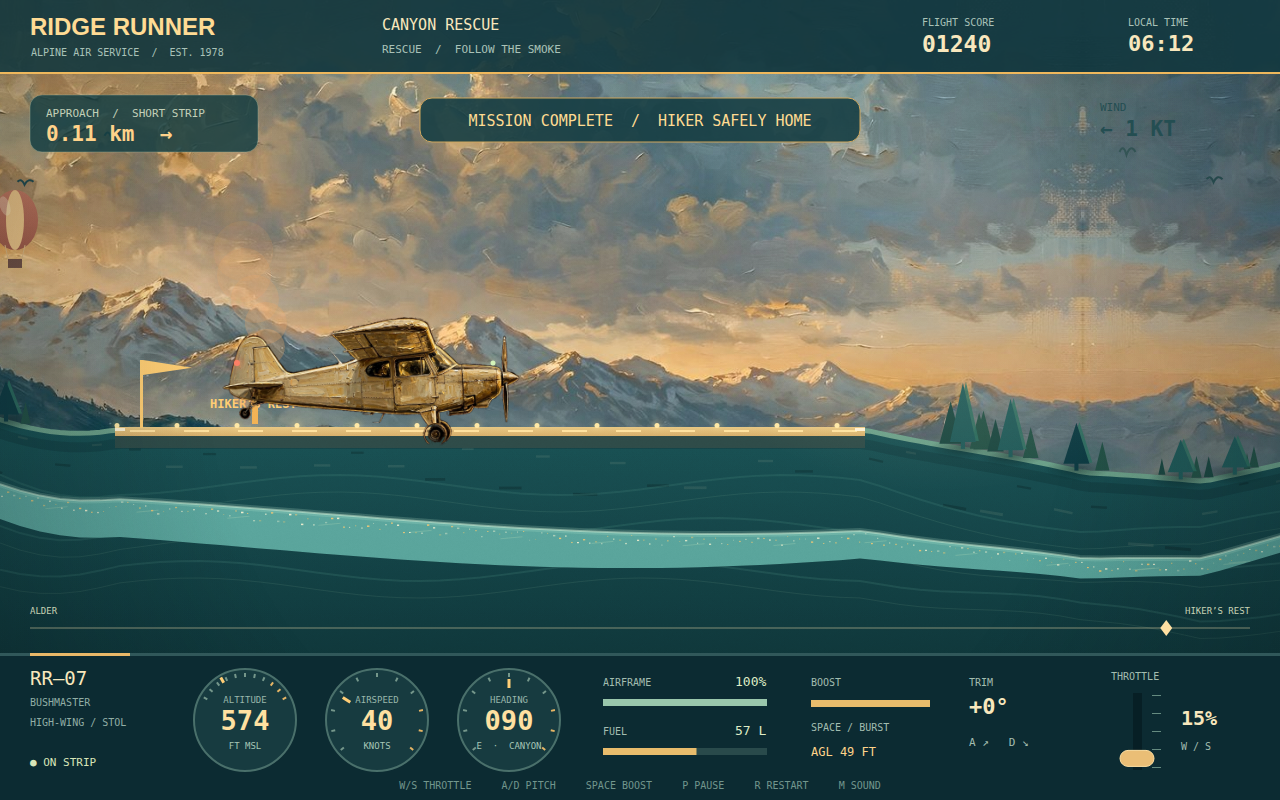 RIDGE RUNNER
ALPINE AIR SERVICE / EST. 1978
CANYON RESCUE
RESCUE / FOLLOW THE SMOKE
FLIGHT SCORE
01240
LOCAL TIME
06:12
APPROACH / SHORT STRIP
0.11 km →
MISSION COMPLETE / HIKER SAFELY HOME
WIND
← 1 KT
ALDER
HIKER'S REST
RR—07
BUSHMASTER
HIGH-WING / STOL
● ON STRIP
ALTITUDE
574
FT MSL
AIRSPEED
40
KNOTS
HEADING
090
E · CANYON
AIRFRAME 100%
FUEL 57 L
BOOST
SPACE / BURST
AGL 49 FT
TRIM
+0°
A ↗ D ↘
THROTTLE
15%
W / S
W/S THROTTLE A/D PITCH SPACE BOOST P PAUSE R RESTART M SOUND